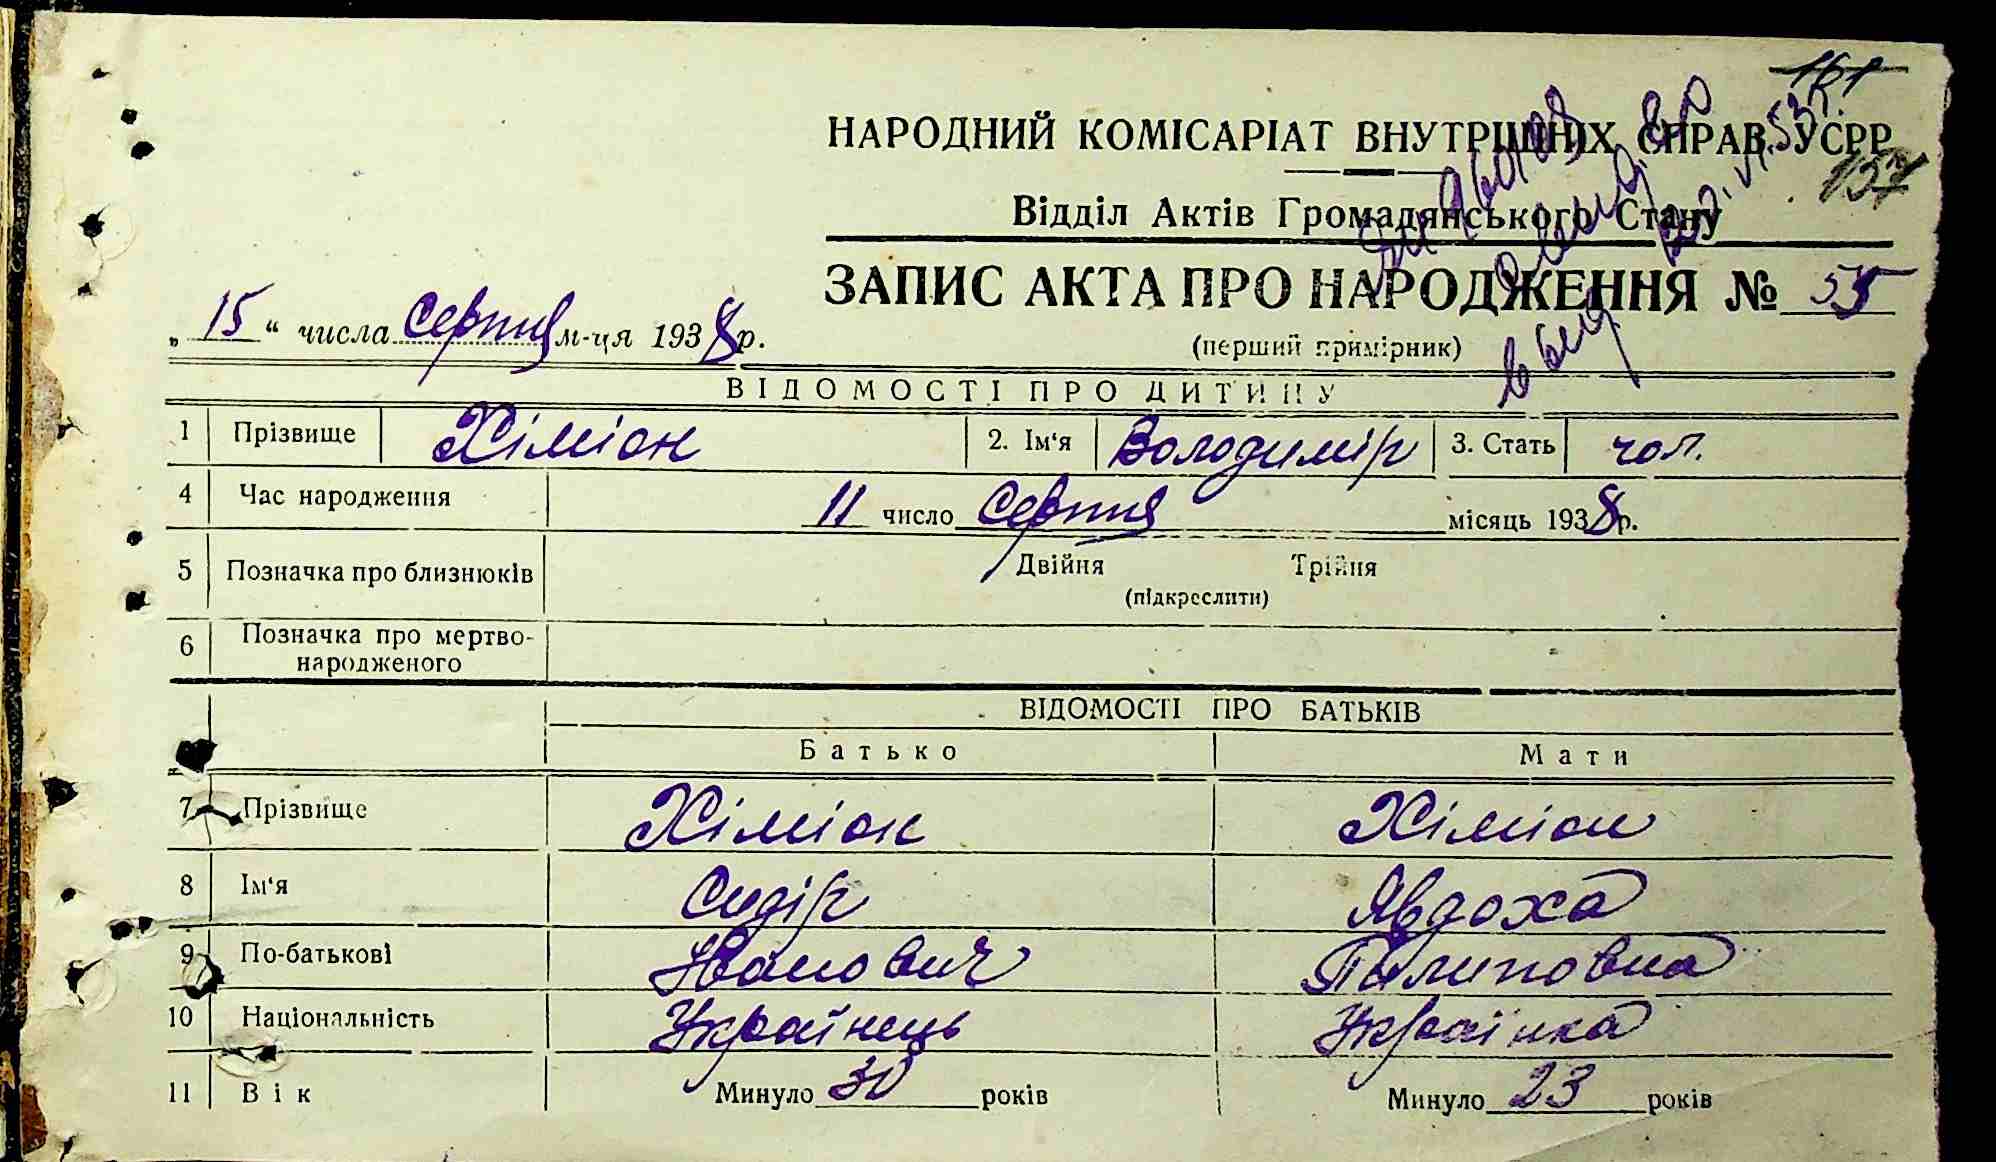 161
НАРОДНИЙ КОМІСАРІАТ ВНУТРІШНІХ СПРАВ УСРР
157
Відділ Актів Громадянського Стану
ЗАПИС АКТА ПРО НАРОДЖЕННЯ № 55
„ 15 “ числа Серпня м-ця 1938 р.
(перший примірник)
ВІДОМОСТІ ПРО ДИТИНУ
1 Прізвище Хіміон 2. Ім‘я Володимір 3. Стать чол.
4 Час народження 11 число Серпня місяць 1938 р.
5 Позначка про близнюків Двійня Трійня
(підкреслити)
6 Позначка про мертво-
народженого
ВІДОМОСТІ ПРО БАТЬКІВ
Батько Мати
7 Прізвище Хіміон Хіміон
8 Ім‘я Сидір Явдоха
9 По-батькові Іванович Пилиповна
10 Національність Українець Українка
11 Вік Минуло 30 років Минуло 23 років